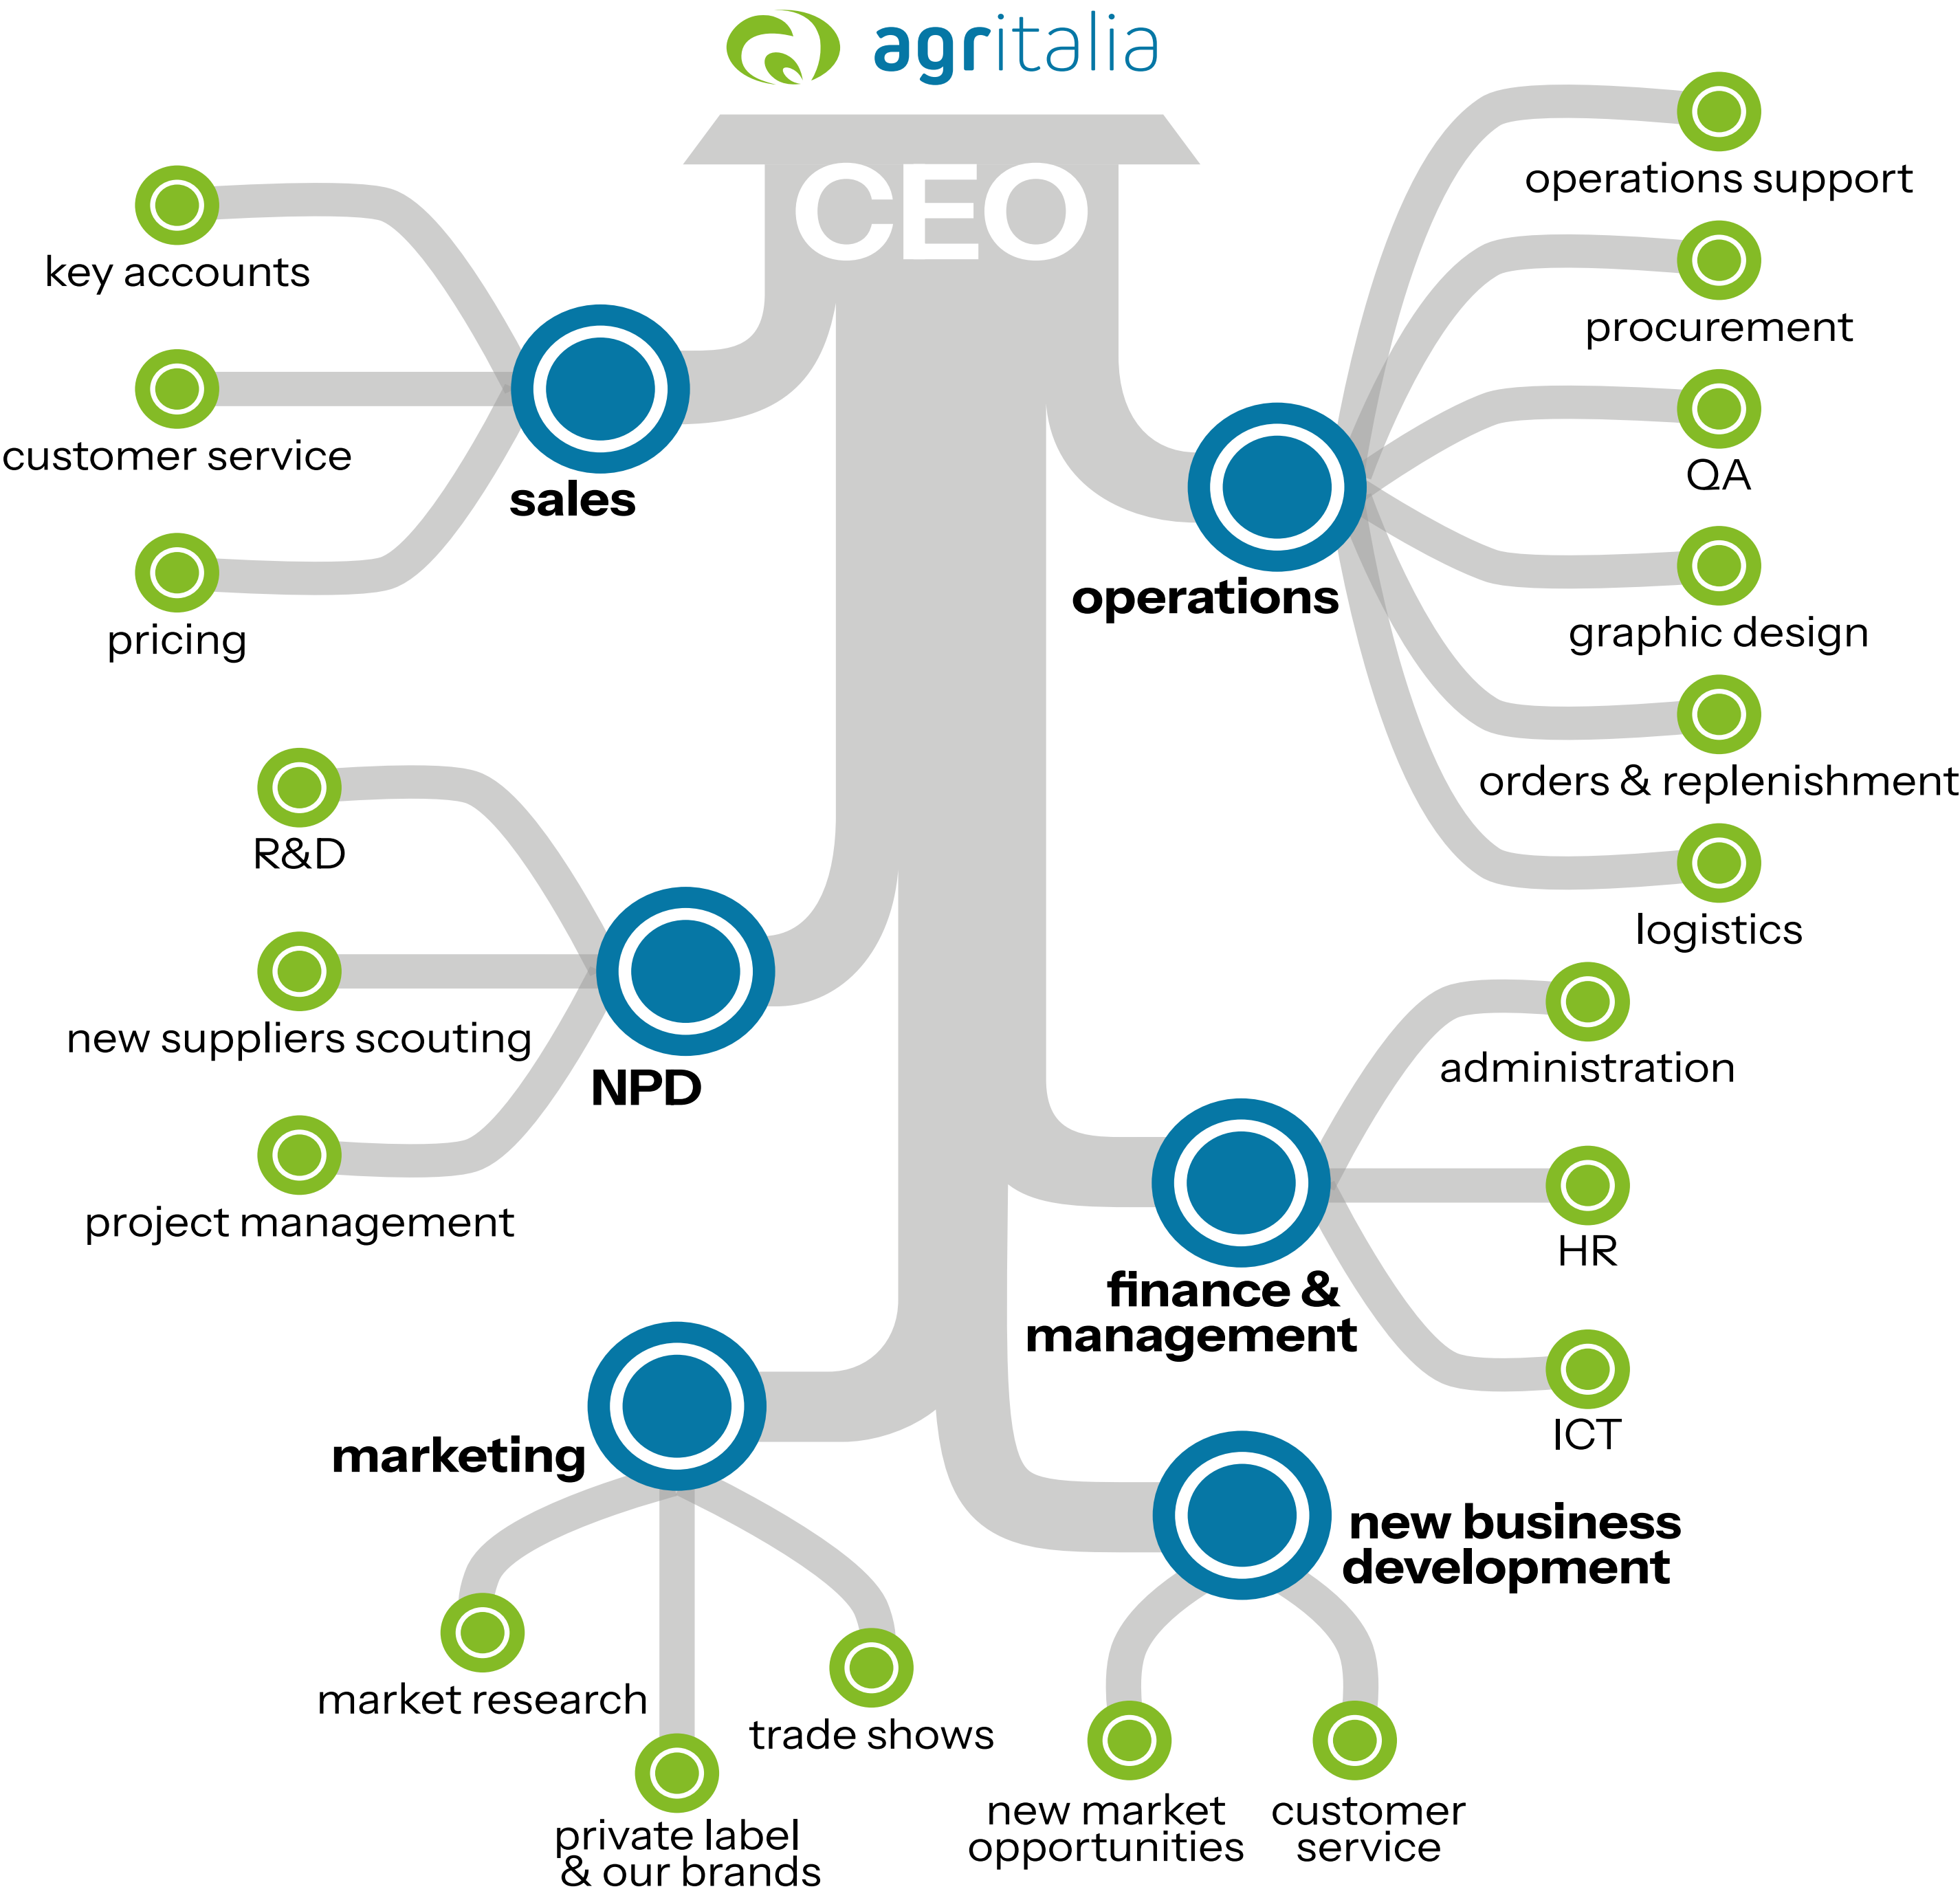 agritalia
CEO
key accounts
customer service
pricing
sales
operations support
procurement
QA
graphic design
orders & replenishment
logistics
operations
R&D
new suppliers scouting
project management
NPD
administration
HR
ICT
finance &
management
marketing
market research
private label
& our brands
trade shows
new business
development
new market
opportunities
customer
service